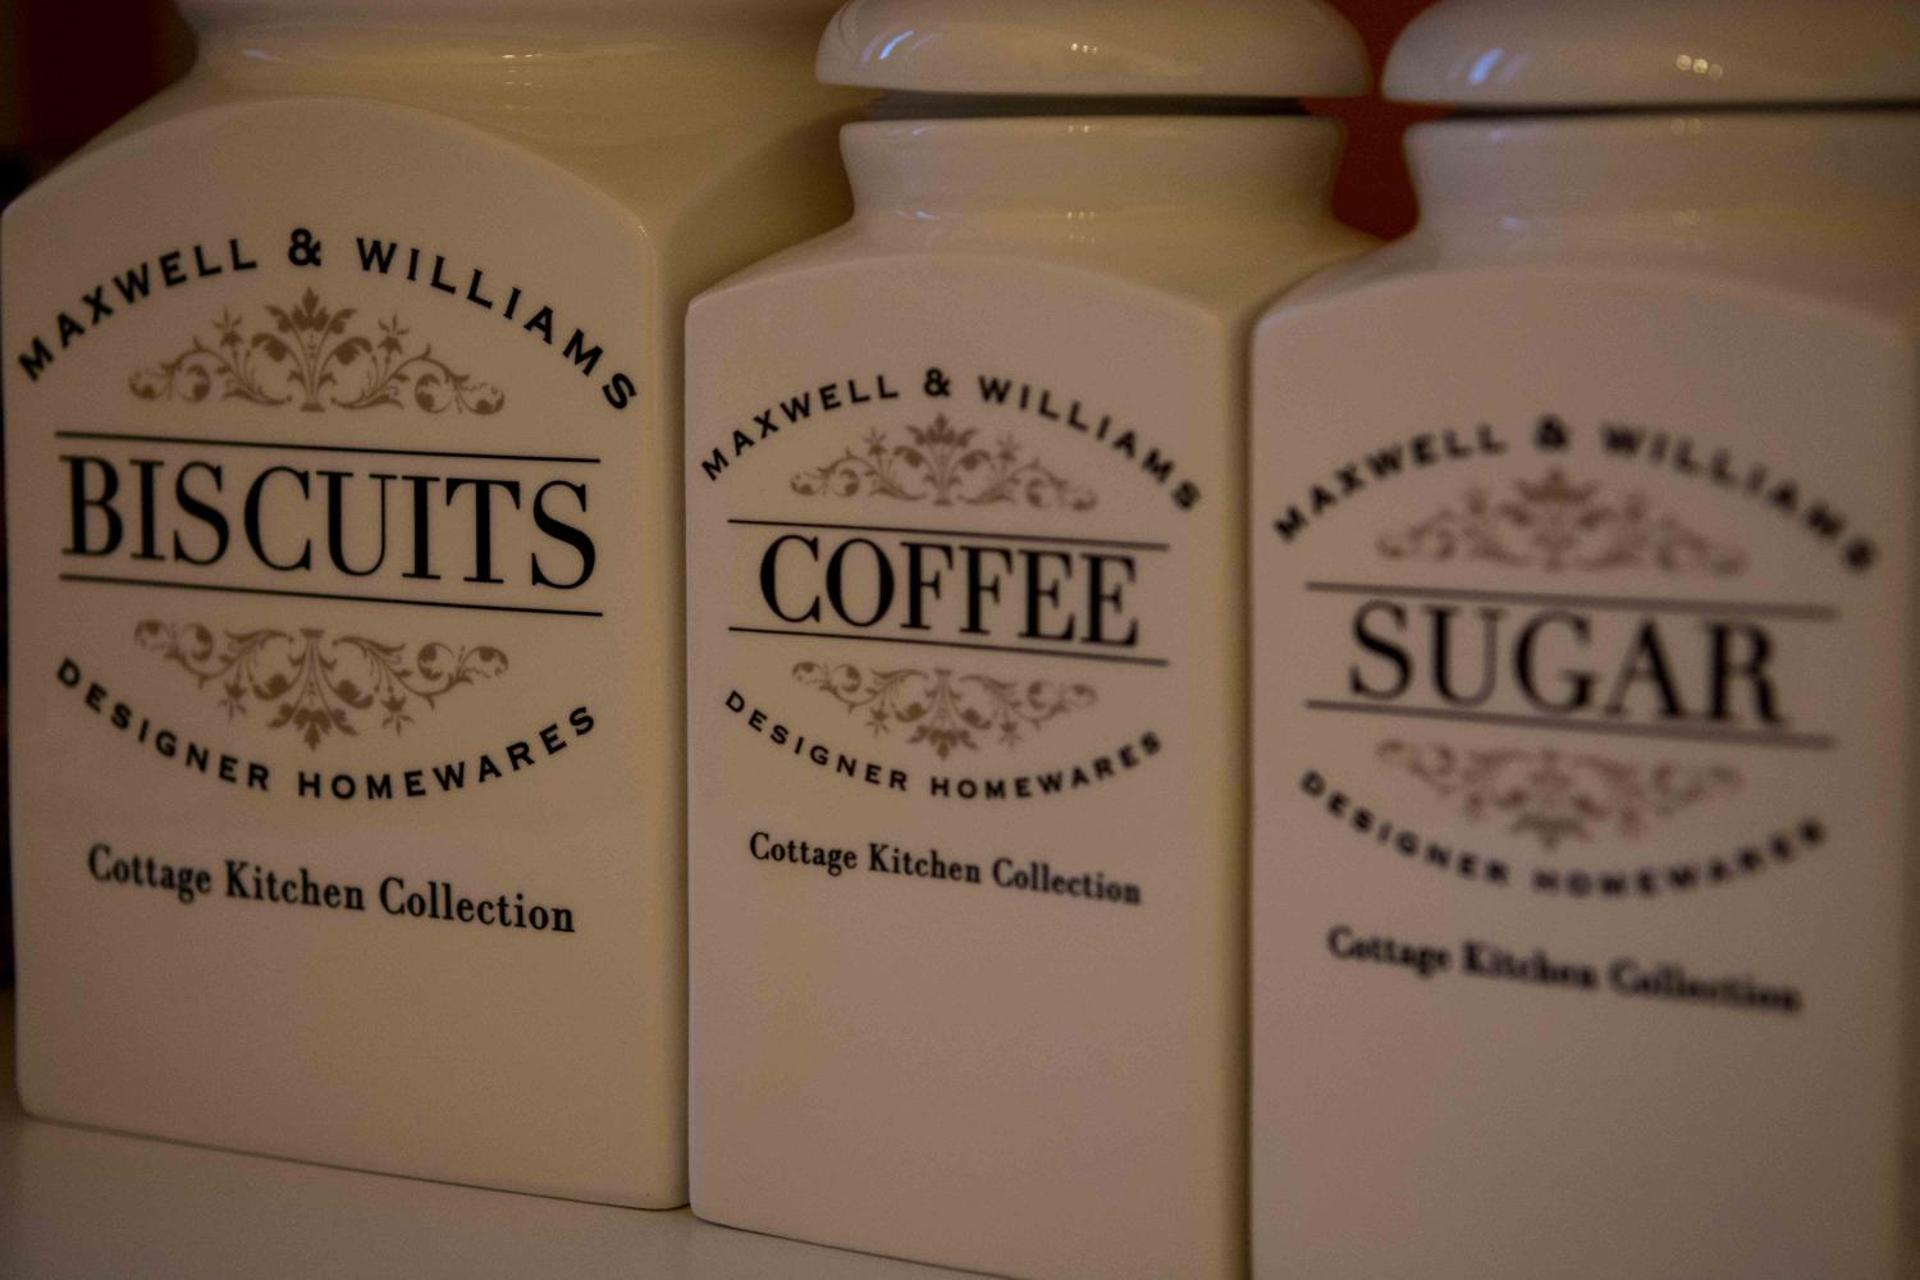 MAXWELL & WILLIAMS
BISCUITS
DESIGNER HOMEWARES
Cottage Kitchen Collection
MAXWELL & WILLIAMS
COFFEE
DESIGNER HOMEWARES
Cottage Kitchen Collection
MAXWELL & WILLIAMS
SUGAR
DESIGNER HOMEWARES
Cottage Kitchen Collection